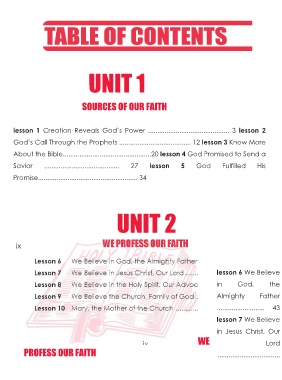 TABLE OF CONTENTS
UNIT 1
SOURCES OF OUR FAITH
lesson 1 Creation Reveals God's Power ........................................ 3 lesson 2
God's Call Through the Prophets ................................... 12 lesson 3 Know More
About the Bible...........................................20 lesson 4 God Promised to Send a
Savior ..................................... 27 lesson 5 God Fulfilled His
Promise................................................ 34
UNIT 2
WE PROFESS OUR FAITH
ix
HOLY BIBLE
Lesson 6 We Believe in God, the Almighty Father
Lesson 7 We Believe in Jesus Christ, Our Lord ......
Lesson 8 We Believe in the Holy Spirit, Our Advoc
Lesson 9 We Believe the Church, Family of God .
Lesson 10 Mary, the Mother of the Church ..........
lesson 6 We Believe
in God, the
Almighty Father
....................... 43
lesson 7 We Believe
in Jesus Christ, Our
Lord
..............................
iv
WE
PROFESS OUR FAITH